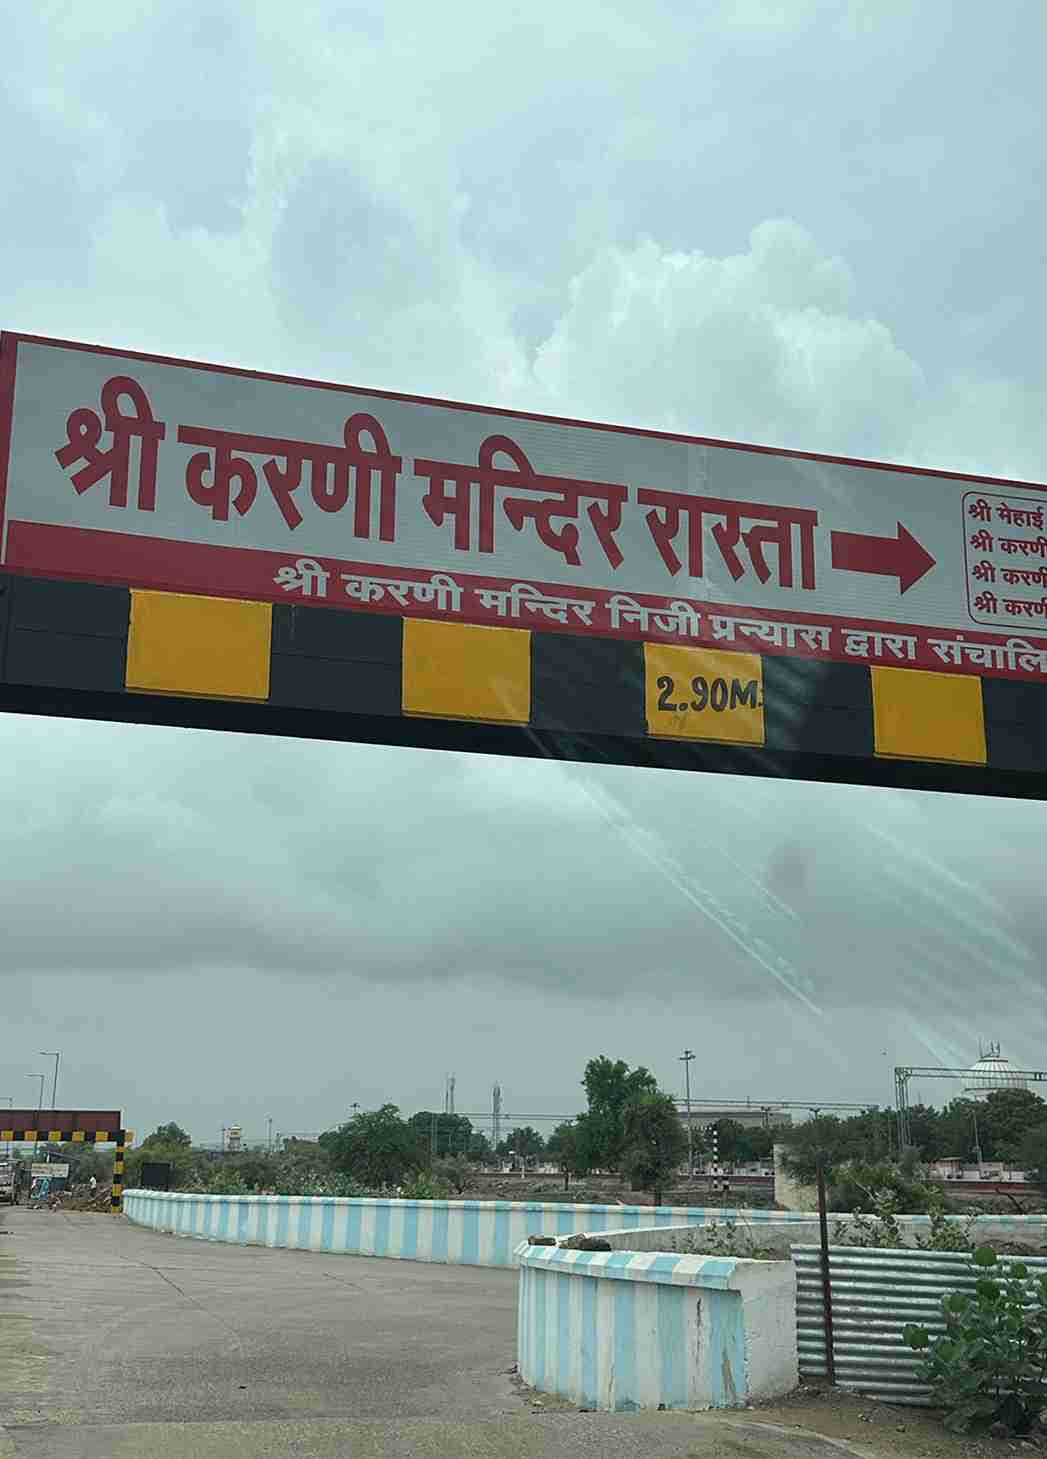 श्री करणी मन्दिर रास्ता
श्री मेहाई
श्री करणी
श्री करणी
श्री करणी
श्री करणी मन्दिर निजी प्रन्यास द्वारा
2.90M